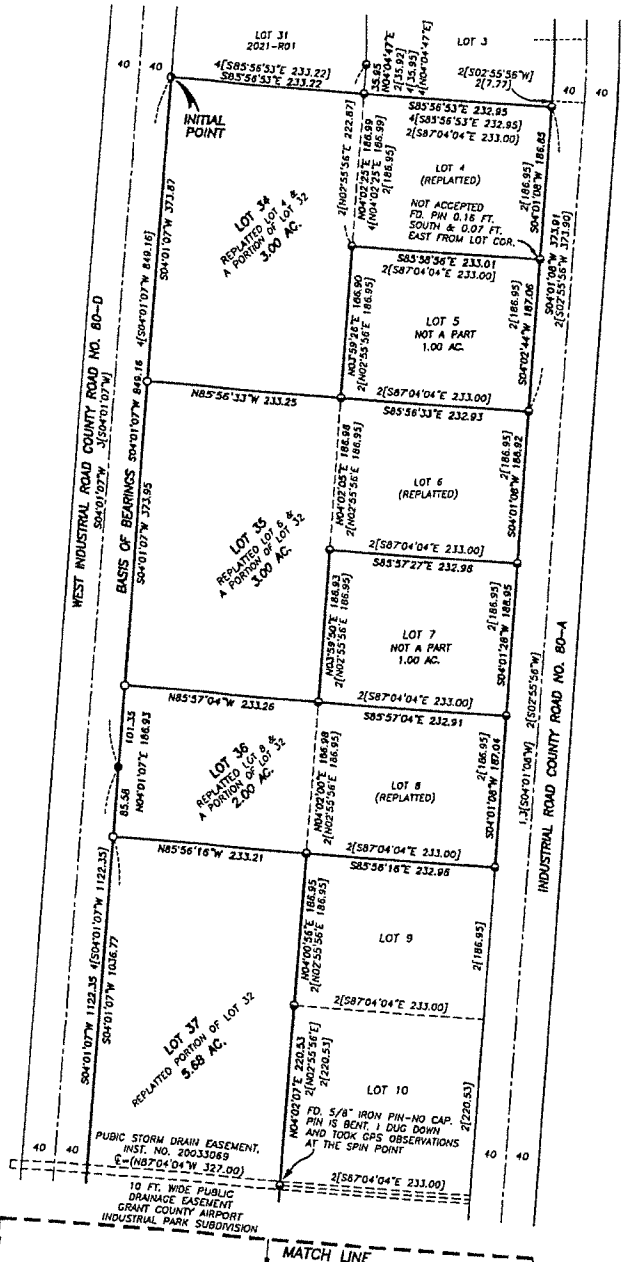 LOT 31
2021-R01
LOT 3
40
40
40
40
4[S85°56'53"E 233.22]
S85°56'53"E 233.22
35.95
N04°04'47"E
2[35.92]
4[35.95]
4[N04°04'47"E]
2[S02°55'56"W]
2[7.77]
INITIAL
POINT
S85°56'53"E 232.95
4[S85°56'53"E 232.95]
2[S87°04'04"E 233.00]
LOT 34
REPLATTED LOT 4 &
A PORTION OF LOT 32
3.00 AC.
2[N02°55'56"E 222.87]
N04°02'25"E 186.99
4[N04°02'25"E 186.99]
2[186.95]
LOT 4
(REPLATTED)
NOT ACCEPTED
FD. PIN 0.16 FT.
SOUTH & 0.07 FT.
EAST FROM LOT COR.
2[186.95]
S04°01'08"W 186.85
S04°01'08"W 373.91
2[S02°55'56"W 373.90]
S04°01'07"W 373.87
S85°58'56"E 233.01
2[S87°04'04"E 233.00]
N03°59'28"E 186.90
2[N02°55'56"E 186.95]
LOT 5
NOT A PART
1.00 AC.
2[186.95]
S04°02'44"W 187.06
N85°56'33"W 233.25
2[S87°04'04"E 233.00]
S85°56'33"E 232.93
WEST INDUSTRIAL ROAD COUNTY ROAD NO. 80-D
S04°01'07"W 3[S04°01'07"W]
BASIS OF BEARINGS S04°01'07"W 849.16 4[S04°01'07"W 849.16]
S04°01'07"W 373.95
LOT 35
REPLATTED LOT 6 &
A PORTION OF LOT 32
3.00 AC.
N04°02'05"E 186.98
2[N02°55'56"E 186.95]
LOT 6
(REPLATTED)
2[186.95]
S04°01'08"W 186.92
2[S87°04'04"E 233.00]
S85°57'27"E 232.98
N03°59'50"E 186.93
2[N02°55'56"E 186.95]
LOT 7
NOT A PART
1.00 AC.
2[186.95]
S04°01'28"W 186.95
N85°57'04"W 233.26
2[S87°04'04"E 233.00]
S85°57'04"E 232.91
101.35
85.58
N04°01'07"E 186.93
LOT 36
REPLATTED LOT 8 &
A PORTION OF LOT 32
2.00 AC.
N04°02'00"E 186.98
2[N02°55'56"E 186.95]
LOT 8
(REPLATTED)
2[186.95]
S04°01'08"W 187.04
1,3[S04°01'08"W] 2[S02°55'56"W]
INDUSTRIAL ROAD COUNTY ROAD NO. 80-A
N85°56'16"W 233.21
2[S87°04'04"E 233.00]
S85°56'16"E 232.96
S04°01'07"W 1122.35 4[S04°01'07"W 1122.35]
S04°01'07"W 1036.77
LOT 37
REPLATTED PORTION OF LOT 32
5.68 AC.
N04°00'56"E 186.95
2[N02°55'56"E 186.95]
LOT 9
2[186.95]
2[S87°04'04"E 233.00]
N04°02'07"E 220.53
2[N02°55'56"E]
2[220.53]
LOT 10
2[220.53]
FD. 5/8" IRON PIN-NO CAP.
PIN IS BENT. I DUG DOWN
AND TOOK GPS OBSERVATIONS
AT THE SPIN POINT
40
40
40
40
PUBIC STORM DRAIN EASEMENT,
INST. NO. 20033069
℄=(N87°04'04"W 327.00)
2[S87°04'04"E 233.00]
10 FT. WIDE PUBLIC
DRAINAGE EASEMENT
GRANT COUNTY AIRPORT
INDUSTRIAL PARK SUBDIVISION
MATCH LINE